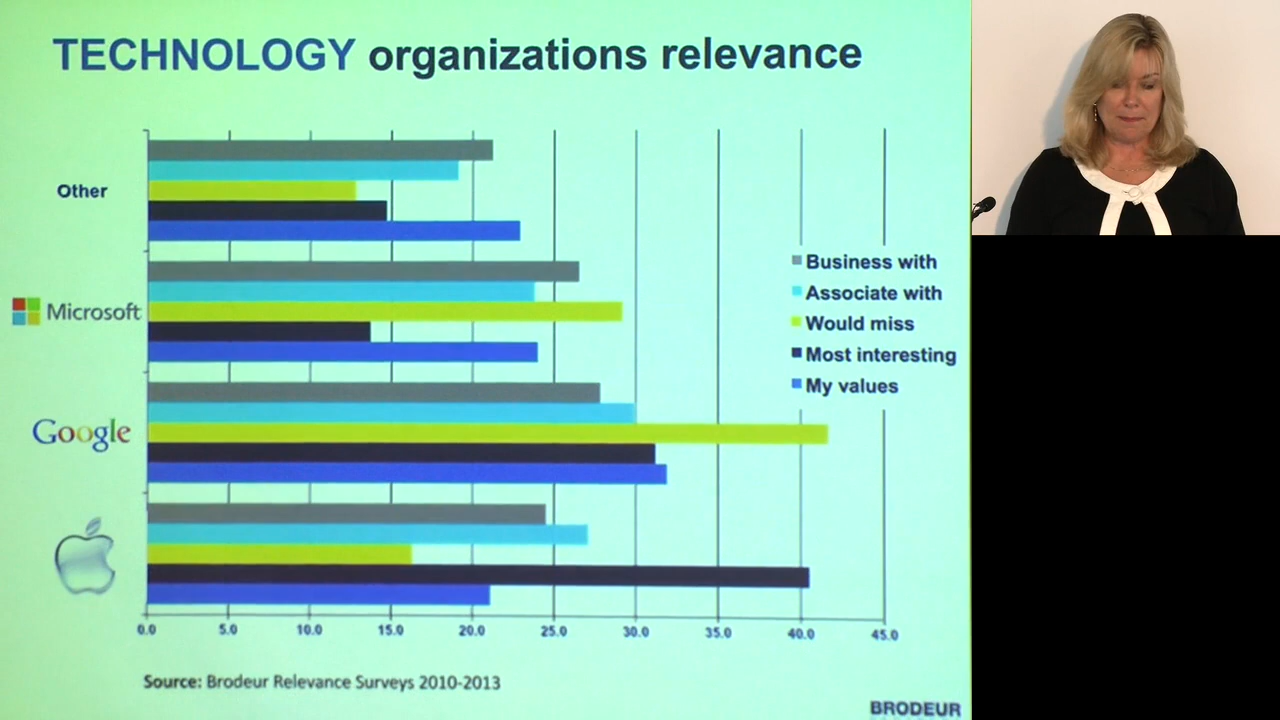 TECHNOLOGY organizations relevance
Other
Microsoft
Google
Business with
Associate with
Would miss
Most interesting
My values
0.0 5.0 10.0 15.0 20.0 25.0 30.0 35.0 40.0 45.0
Source: Brodeur Relevance Surveys 2010-2013
BRODEUR